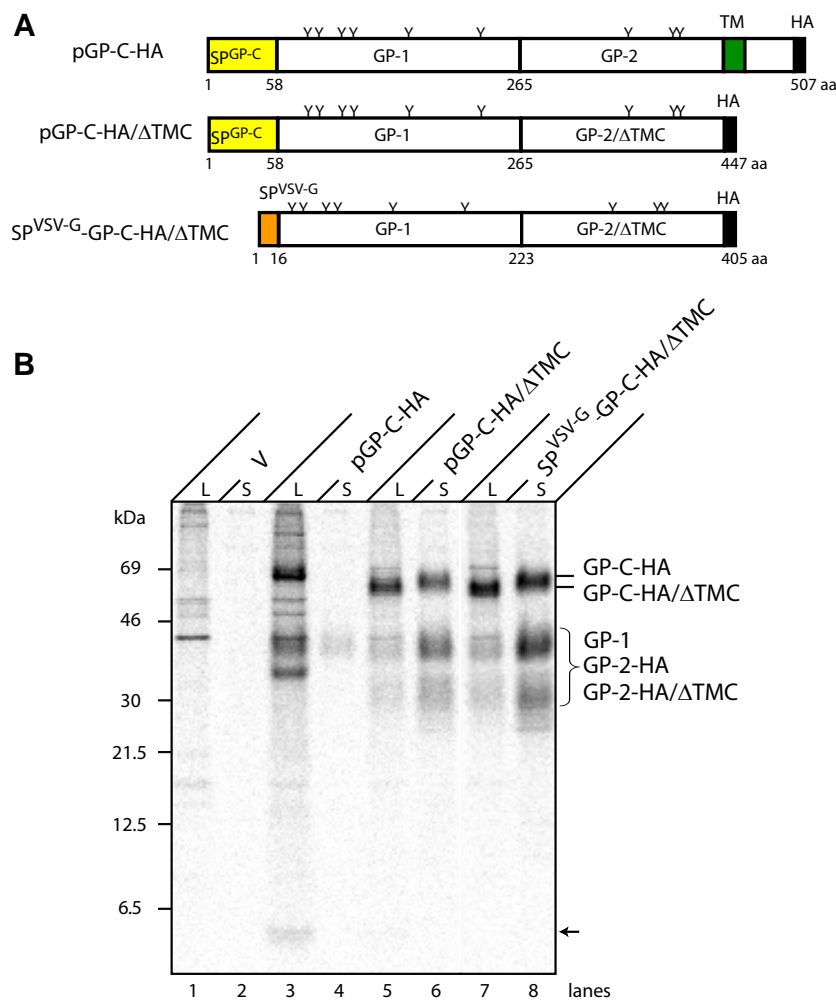 A
TM HA
Y Y Y Y Y Y Y Y Y
pGP-C-HA SP^GP-C GP-1 GP-2
1 58 265 507 aa
HA
Y Y Y Y Y Y Y Y Y
pGP-C-HA/ΔTMC SP^GP-C GP-1 GP-2/ΔTMC
1 58 265 447 aa
SP^VSV-G HA
Y Y Y Y Y Y Y Y Y
SP^VSV-G-GP-C-HA/ΔTMC GP-1 GP-2/ΔTMC
1 16 223 405 aa
B
V pGP-C-HA pGP-C-HA/ΔTMC SP^VSV-G-GP-C-HA/ΔTMC
L S L S L S L S
kDa
69
46
30
21.5
12.5
6.5
GP-C-HA
GP-C-HA/ΔTMC
GP-1
GP-2-HA
GP-2-HA/ΔTMC
1 2 3 4 5 6 7 8 lanes